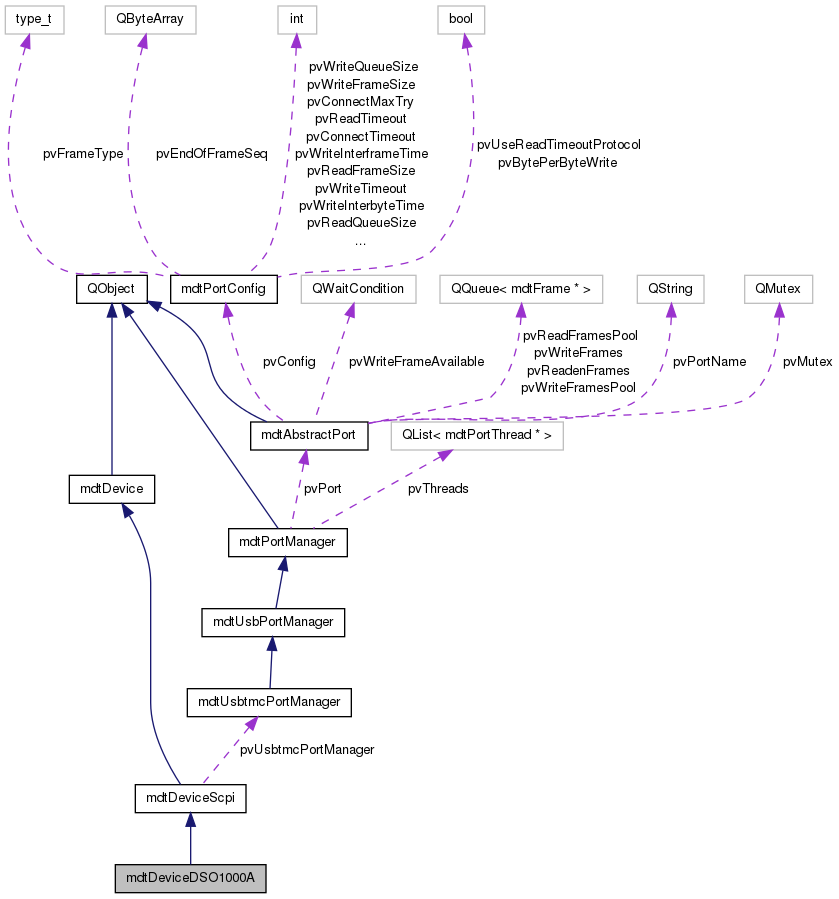 type_t
QByteArray
int
bool
pvWriteQueueSize
pvWriteFrameSize
pvConnectMaxTry
pvReadTimeout
pvConnectTimeout
pvWriteInterframeTime
pvReadFrameSize
pvWriteTimeout
pvWriteInterbyteTime
pvReadQueueSize
...
pvFrameType
pvEndOfFrameSeq
pvUseReadTimeoutProtocol
pvBytePerByteWrite
QObject
mdtPortConfig
QWaitCondition
QQueue< mdtFrame * >
QString
QMutex
pvConfig
pvWriteFrameAvailable
pvReadFramesPool
pvWriteFrames
pvReadenFrames
pvWriteFramesPool
pvPortName
pvMutex
mdtAbstractPort
QList< mdtPortThread * >
mdtDevice
pvPort
pvThreads
mdtPortManager
mdtUsbPortManager
mdtUsbtmcPortManager
pvUsbtmcPortManager
mdtDeviceScpi
mdtDeviceDSO1000A